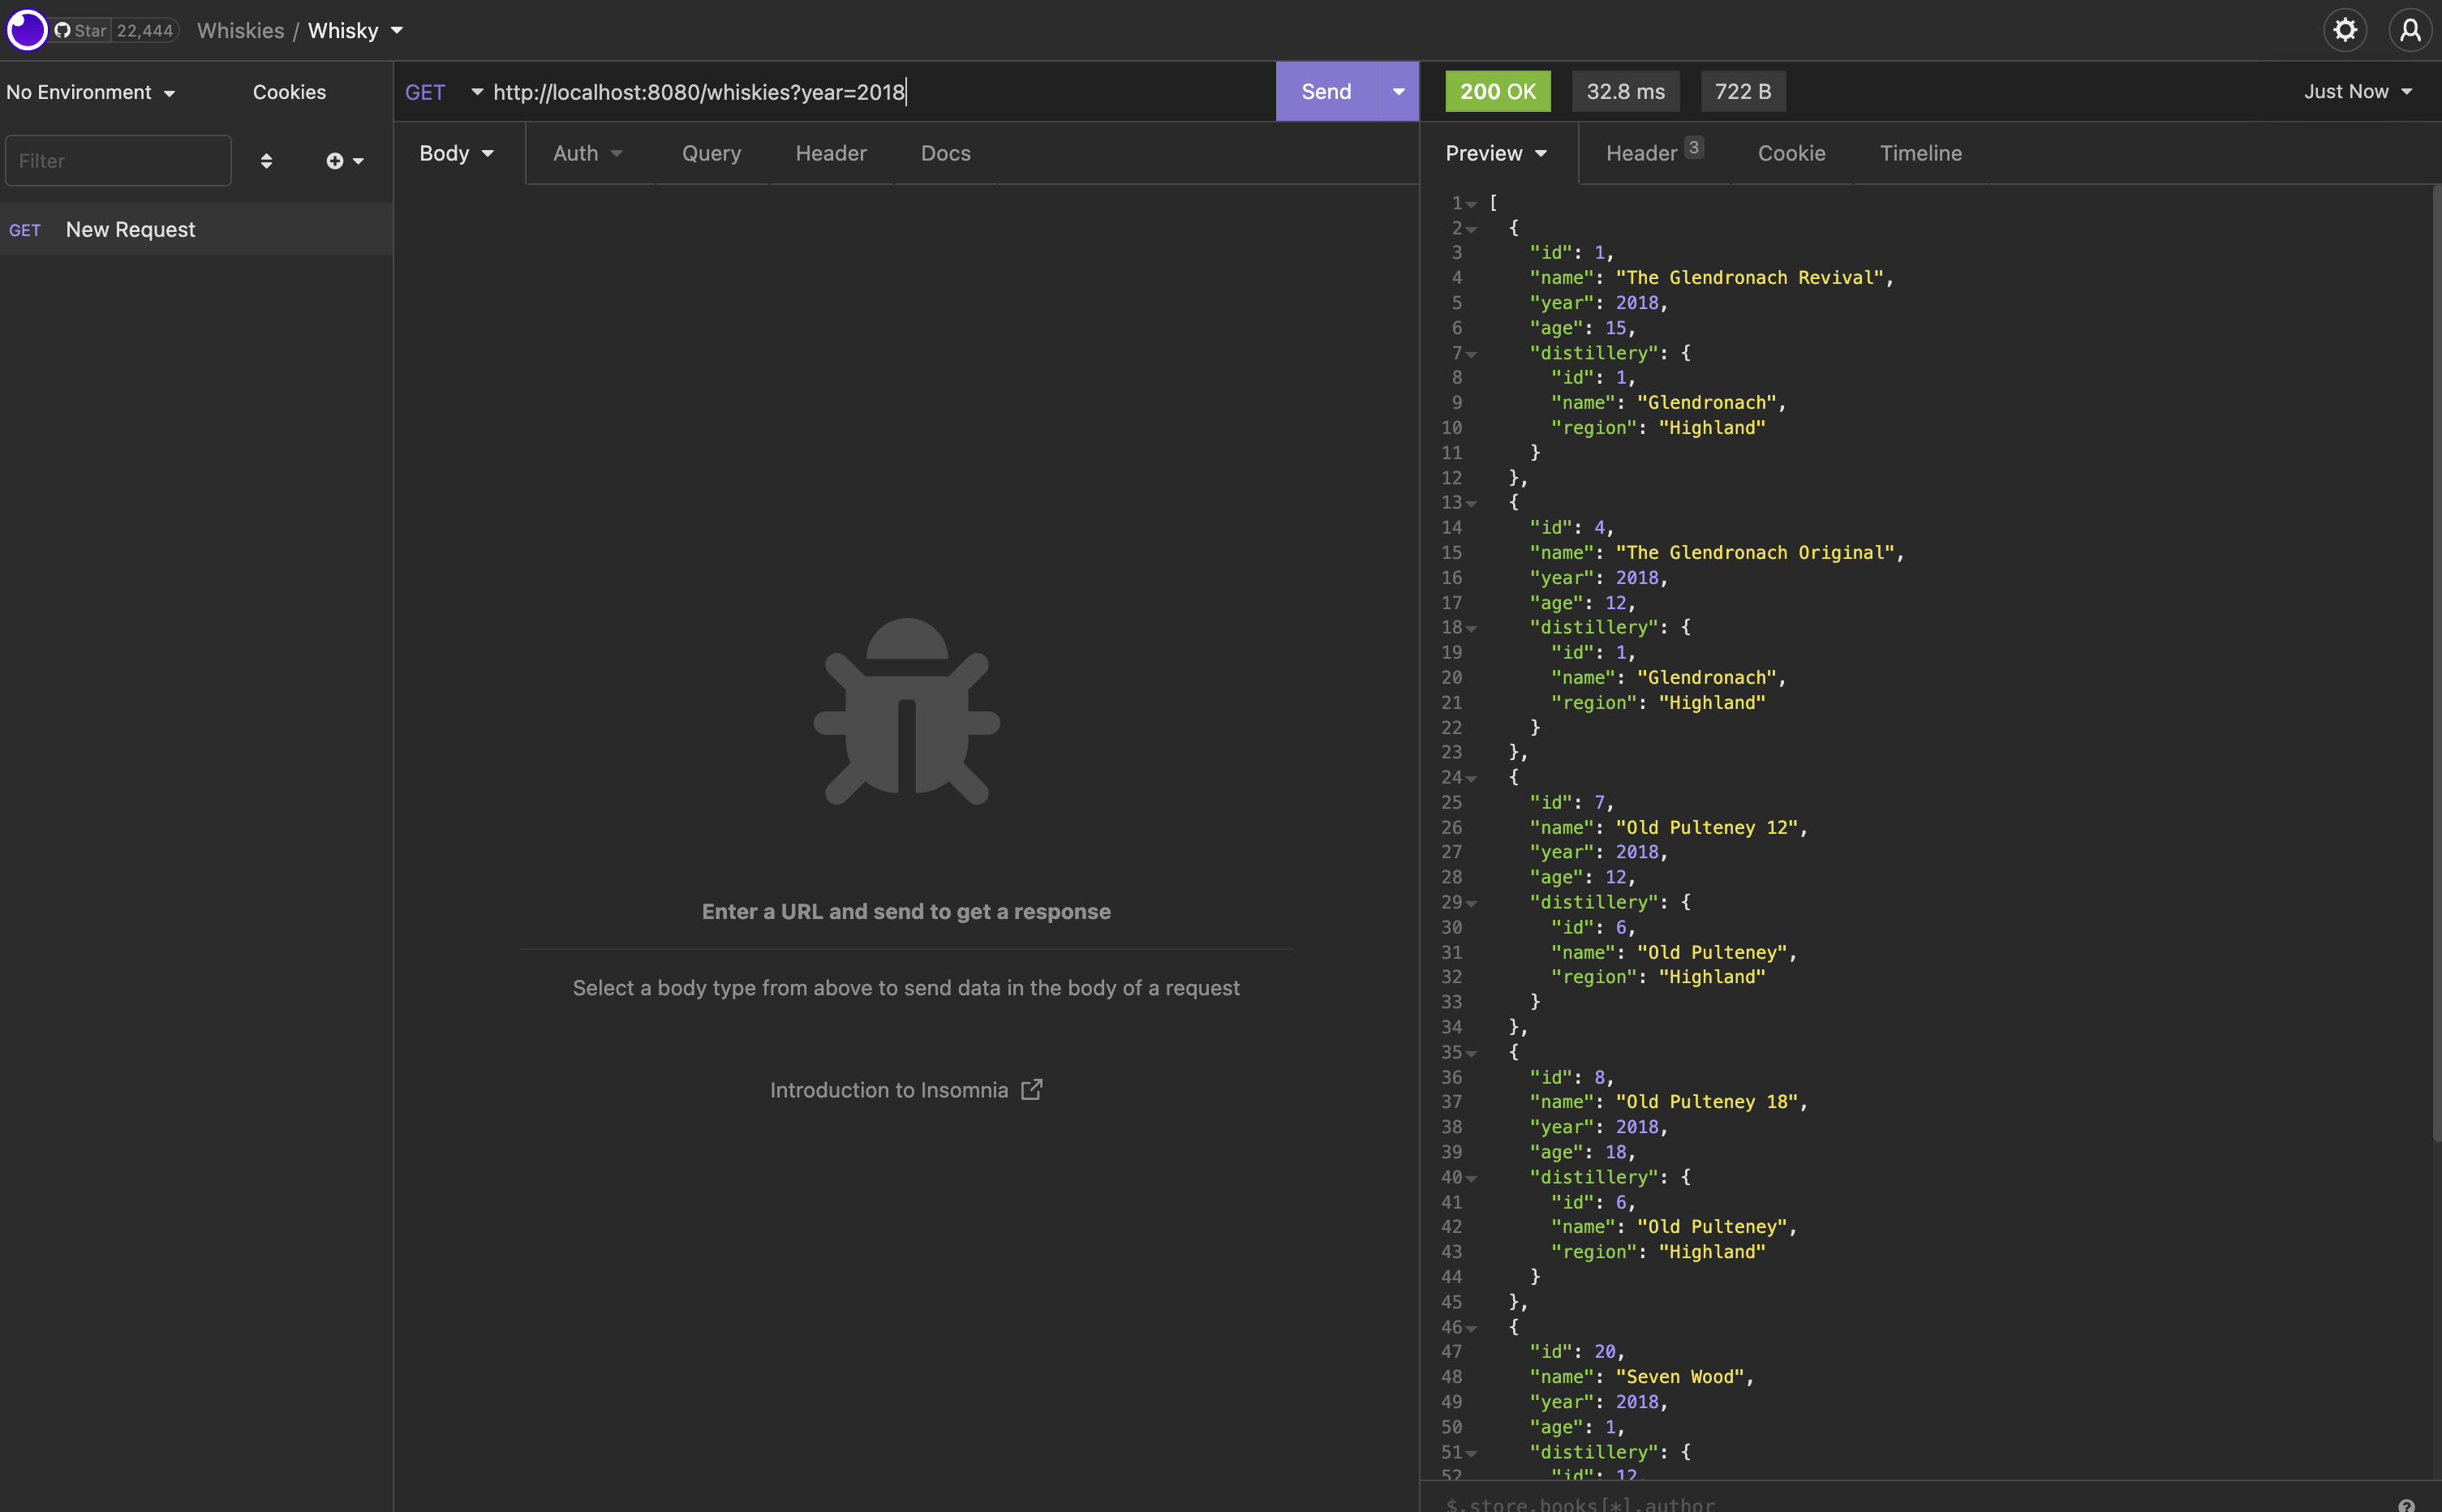 Star 22,444 Whiskies / Whisky
No Environment Cookies
Filter
GET New Request
GET http://localhost:8080/whiskies?year=2018 Send
Body Auth Query Header Docs
Enter a URL and send to get a response
Select a body type from above to send data in the body of a request
Introduction to Insomnia
200 OK 32.8 ms 722 B Just Now
Preview Header 3 Cookie Timeline
1 [
2 {
3 "id": 1,
4 "name": "The Glendronach Revival",
5 "year": 2018,
6 "age": 15,
7 "distillery": {
8 "id": 1,
9 "name": "Glendronach",
10 "region": "Highland"
11 }
12 },
13 {
14 "id": 4,
15 "name": "The Glendronach Original",
16 "year": 2018,
17 "age": 12,
18 "distillery": {
19 "id": 1,
20 "name": "Glendronach",
21 "region": "Highland"
22 }
23 },
24 {
25 "id": 7,
26 "name": "Old Pulteney 12",
27 "year": 2018,
28 "age": 12,
29 "distillery": {
30 "id": 6,
31 "name": "Old Pulteney",
32 "region": "Highland"
33 }
34 },
35 {
36 "id": 8,
37 "name": "Old Pulteney 18",
38 "year": 2018,
39 "age": 18,
40 "distillery": {
41 "id": 6,
42 "name": "Old Pulteney",
43 "region": "Highland"
44 }
45 },
46 {
47 "id": 20,
48 "name": "Seven Wood",
49 "year": 2018,
50 "age": 1,
51 "distillery": {
52 "id": 12,
$.store.books[*].author